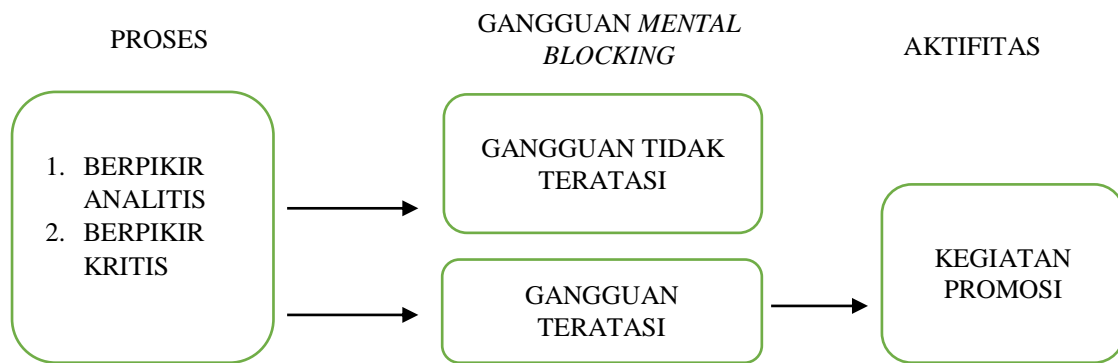 PROSES
GANGGUAN MENTAL
BLOCKING
AKTIFITAS
1. BERPIKIR
ANALITIS
2. BERPIKIR
KRITIS
GANGGUAN TIDAK
TERATASI
GANGGUAN
TERATASI
KEGIATAN
PROMOSI